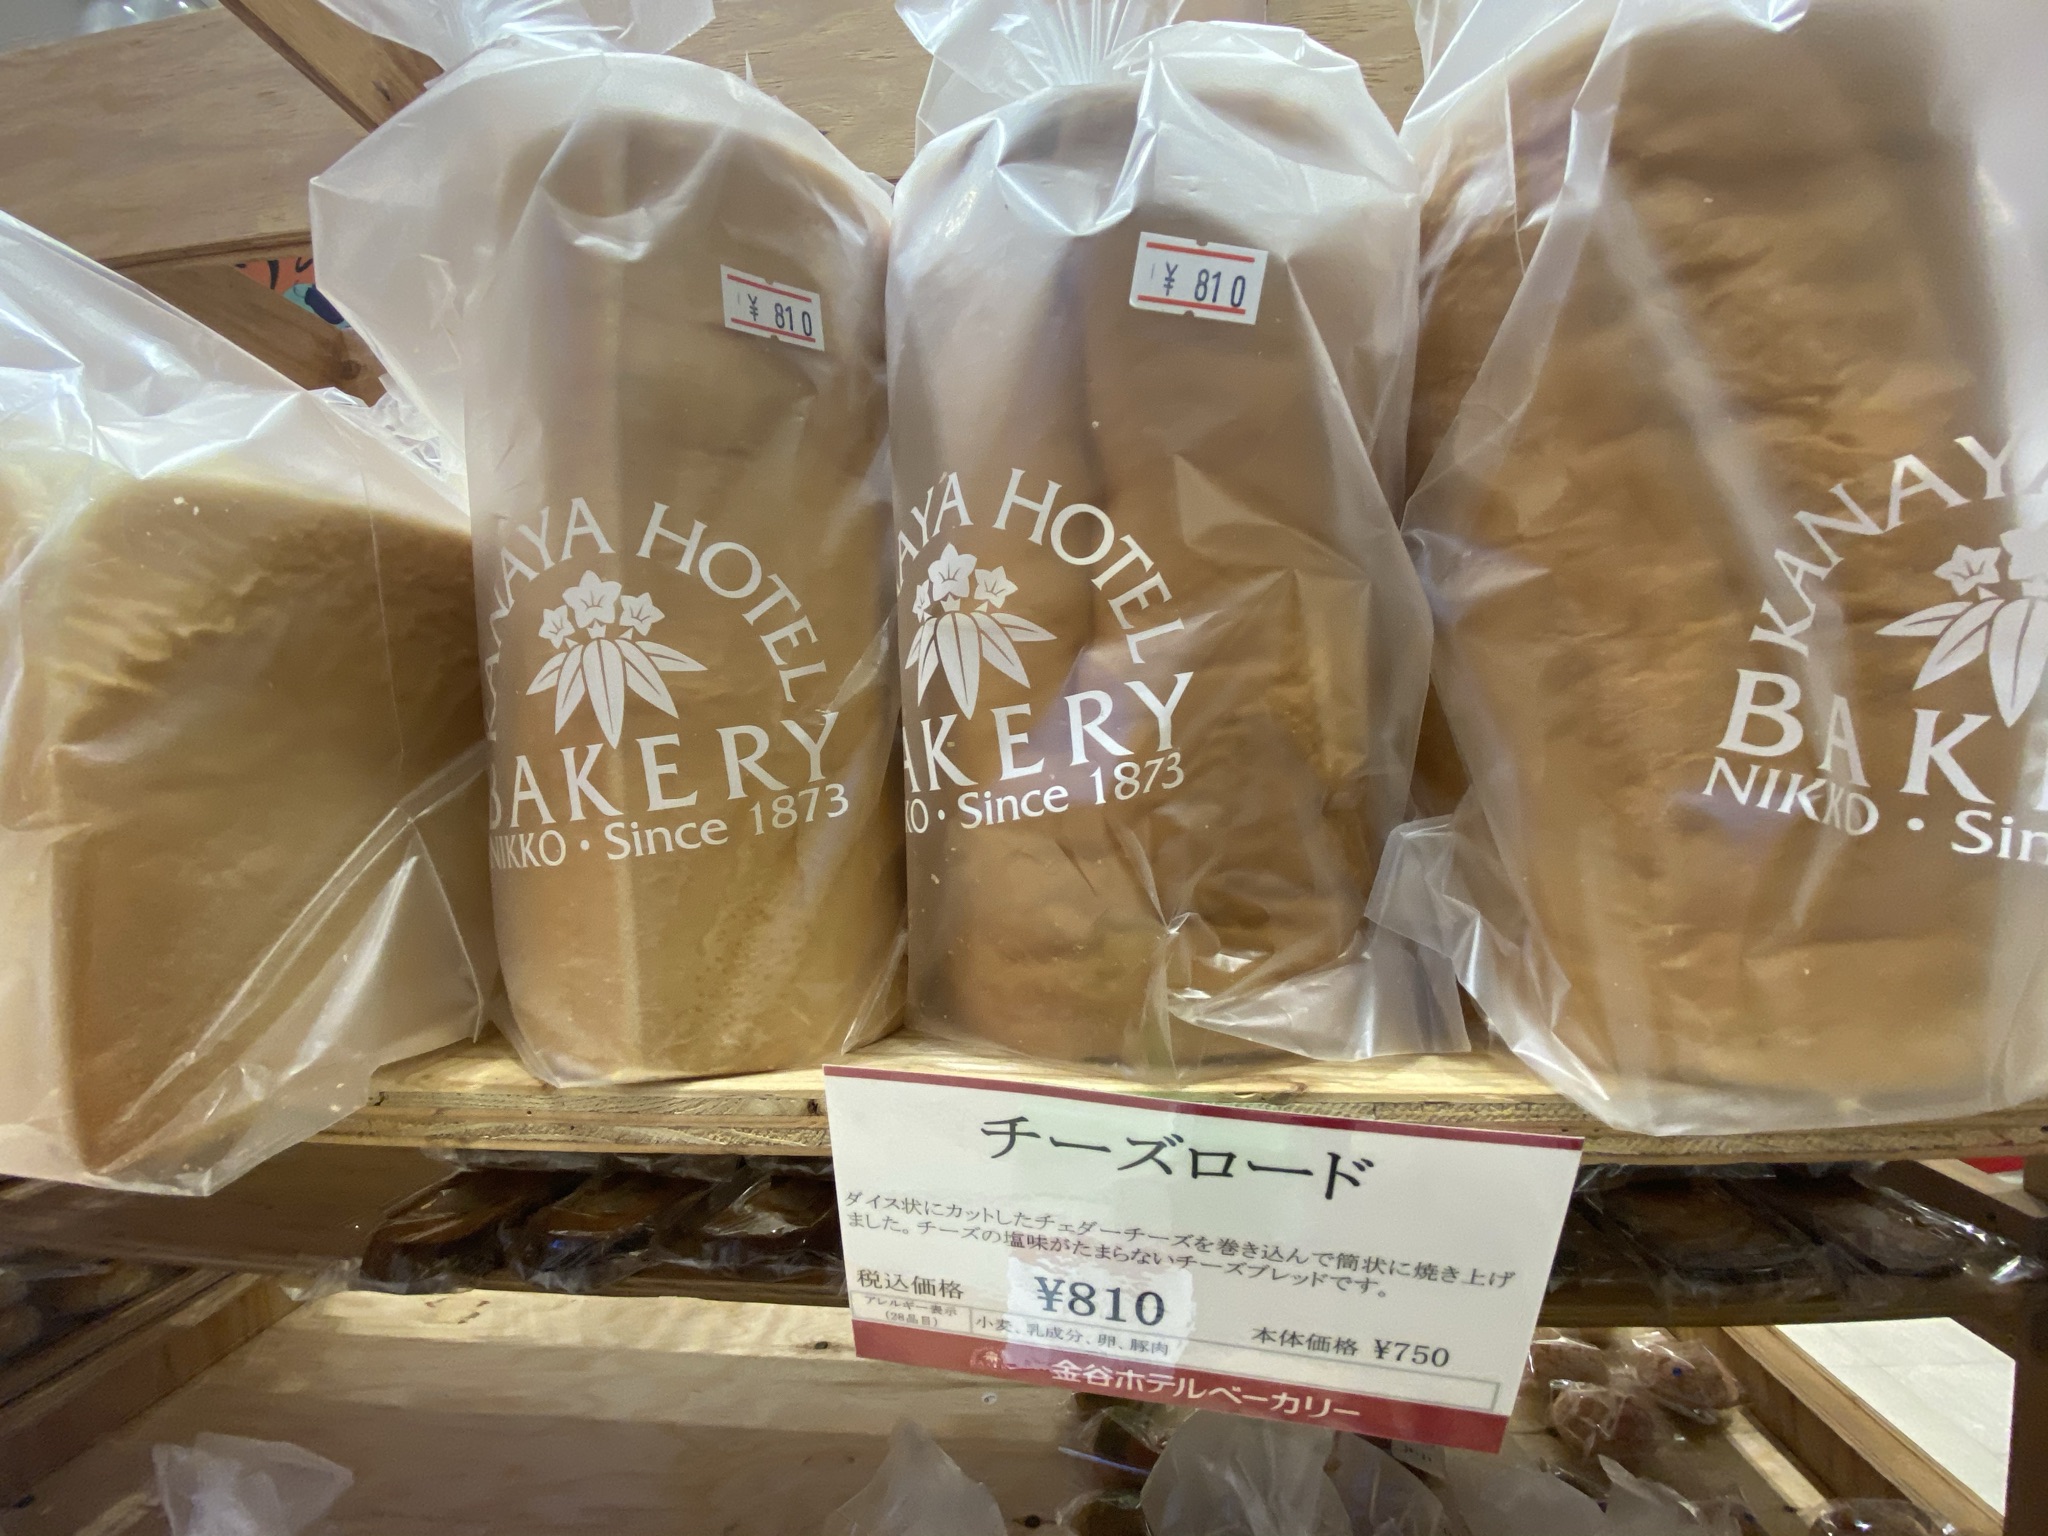 ¥ 810
¥ 810
KANAYA HOTEL
BAKERY
NIKKO・Since 1873
AYA HOTEL
AKERY
KO・Since 1873
KANAYA
BAK
NIKKO・Sin
チーズロード
ダイス状にカットしたチェダーチーズを巻き込んで筒状に焼き上げ
ました。チーズの塩味がたまらないチーズブレッドです。
税込価格 ¥810
本体価格 ¥750
アレルギー表示
(28品目)
小麦、乳成分、卵、豚肉
金谷ホテルベーカリー